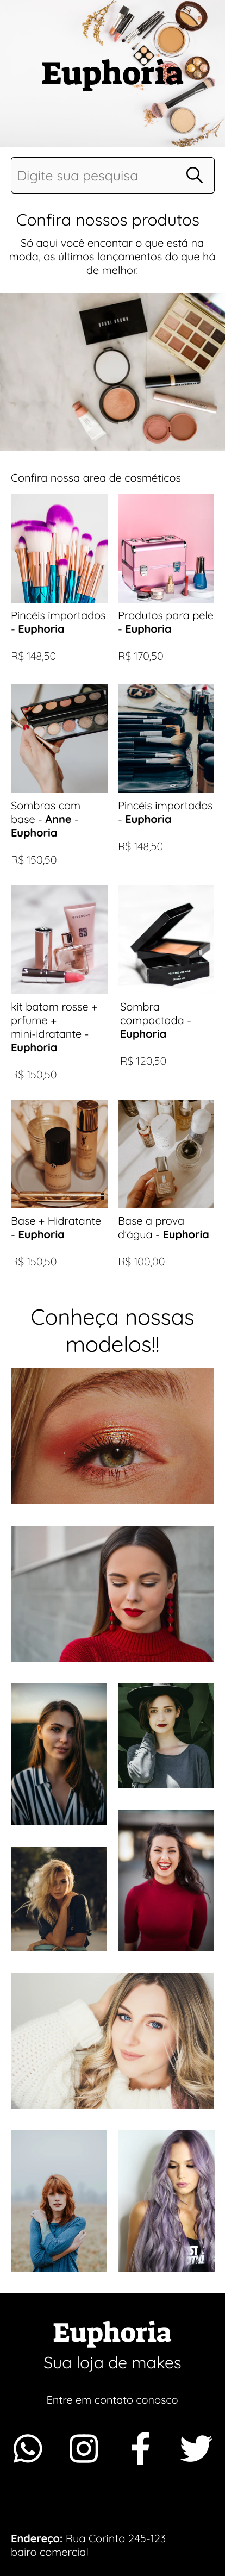 Euphoria
Digite sua pesquisa
Confira nossos produtos
Só aqui você encontar o que está na
moda, os últimos lançamentos do que há
de melhor.
Confira nossa area de cosméticos
Pincéis importados
- Euphoria
R$ 148,50
Produtos para pele
- Euphoria
R$ 170,50
Sombras com
base - Anne -
Euphoria
R$ 150,50
Pincéis importados
- Euphoria
R$ 148,50
kit batom rosse +
prfume +
mini-idratante -
Euphoria
R$ 150,50
Sombra
compactada -
Euphoria
R$ 120,50
Base + Hidratante
- Euphoria
R$ 150,50
Base a prova
d'água - Euphoria
R$ 100,00
Conheça nossas
modelos!!
Euphoria
Sua loja de makes
Entre em contato conosco
Endereço: Rua Corinto 245-123
bairo comercial